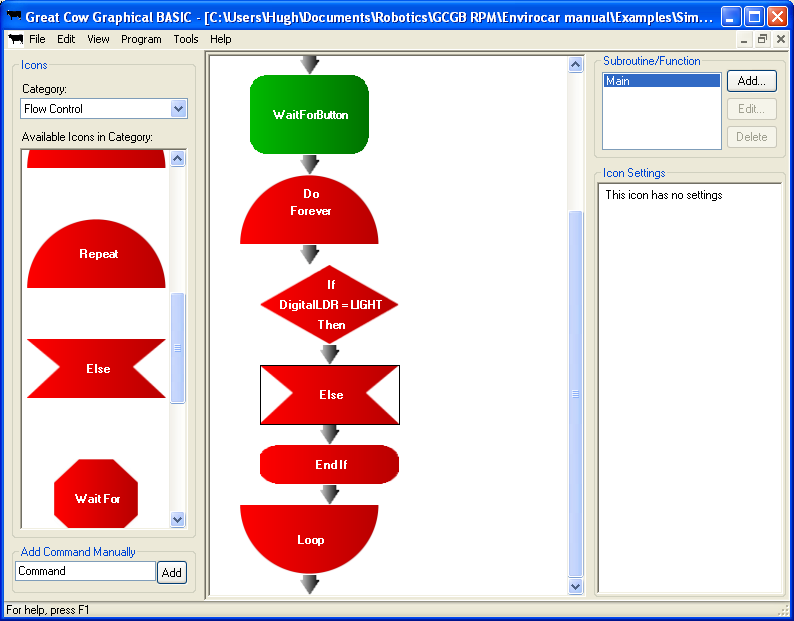 Great Cow Graphical BASIC - [C:\Users\Hugh\Documents\Robotics\GCGB RPM\Envirocar manual\Examples\Sim...
File Edit View Program Tools Help
Icons
Category:
Flow Control
Available Icons in Category:
Repeat
Else
Wait For
Add Command Manually
Command
Add
WaitForButton
Do
Forever
If
DigitalLDR = LIGHT
Then
Else
End If
Loop
Subroutine/Function
Main
Add...
Edit...
Delete
Icon Settings
This icon has no settings
For help, press F1